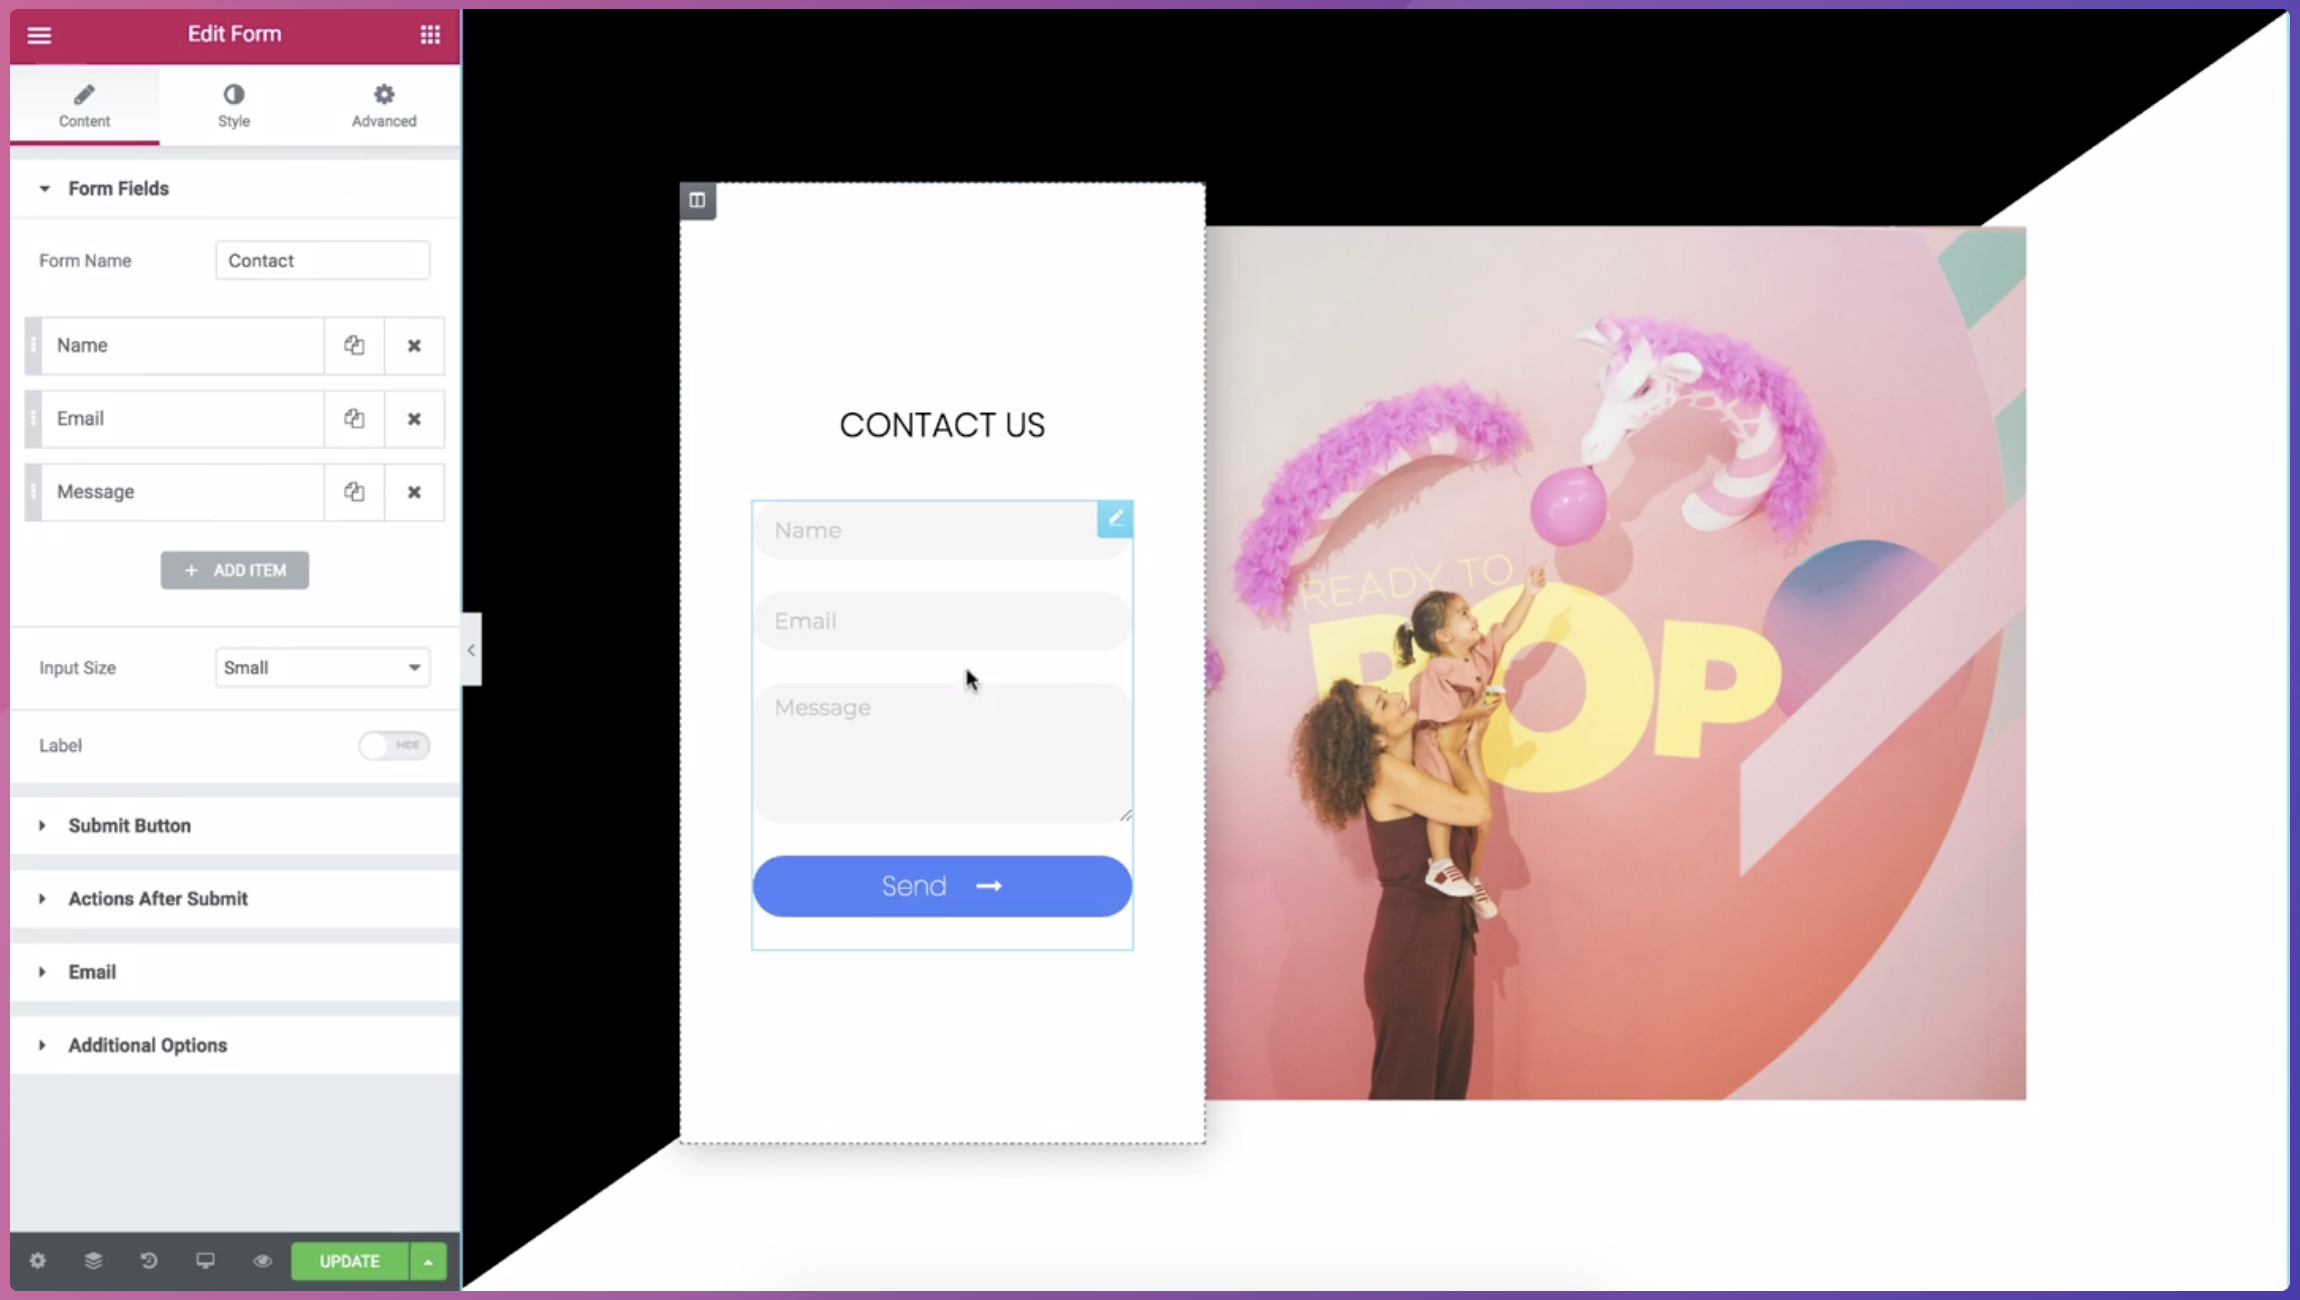 Edit Form
Content
Style
Advanced
Form Fields
Form Name
Contact
Name
Email
Message
+ ADD ITEM
Input Size
Small
Label
HIDE
Submit Button
Actions After Submit
Email
Additional Options
UPDATE
CONTACT US
Name
Email
Message
Send
READY TO
POP